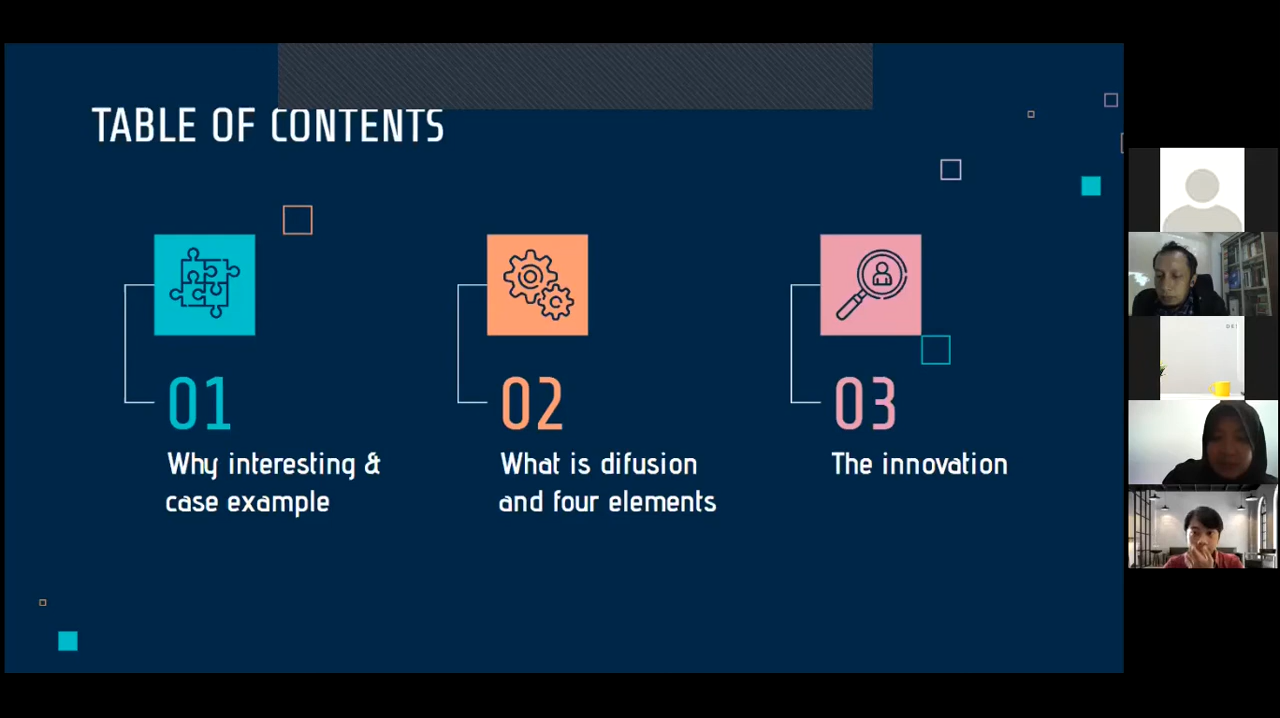 TABLE OF CONTENTS
01
Why interesting &
case example
02
What is difusion
and four elements
03
The innovation